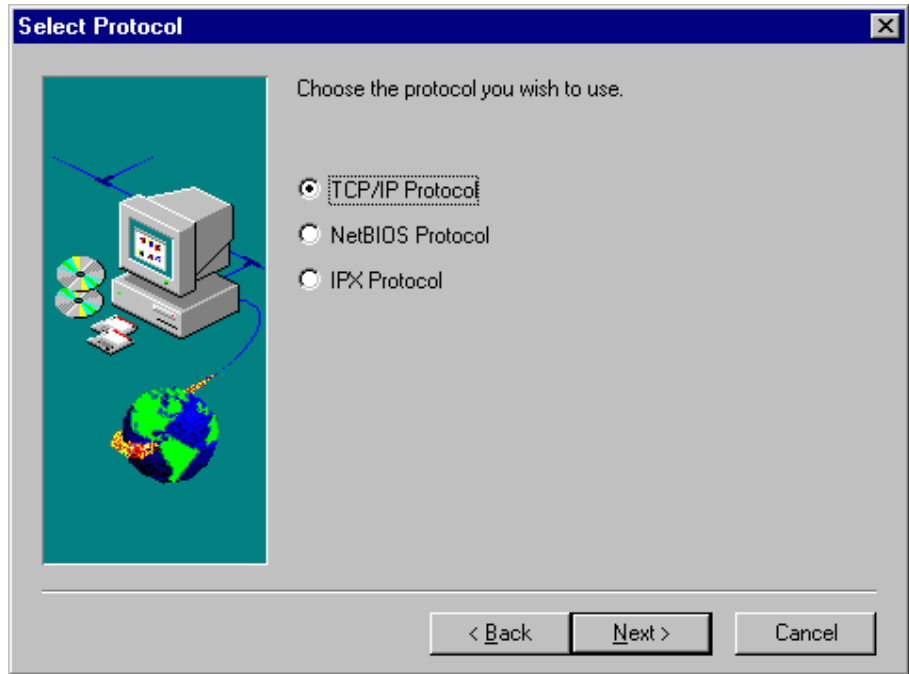 Select Protocol
Choose the protocol you wish to use.
TCP/IP Protocol
NetBIOS Protocol
IPX Protocol
< Back
Next >
Cancel